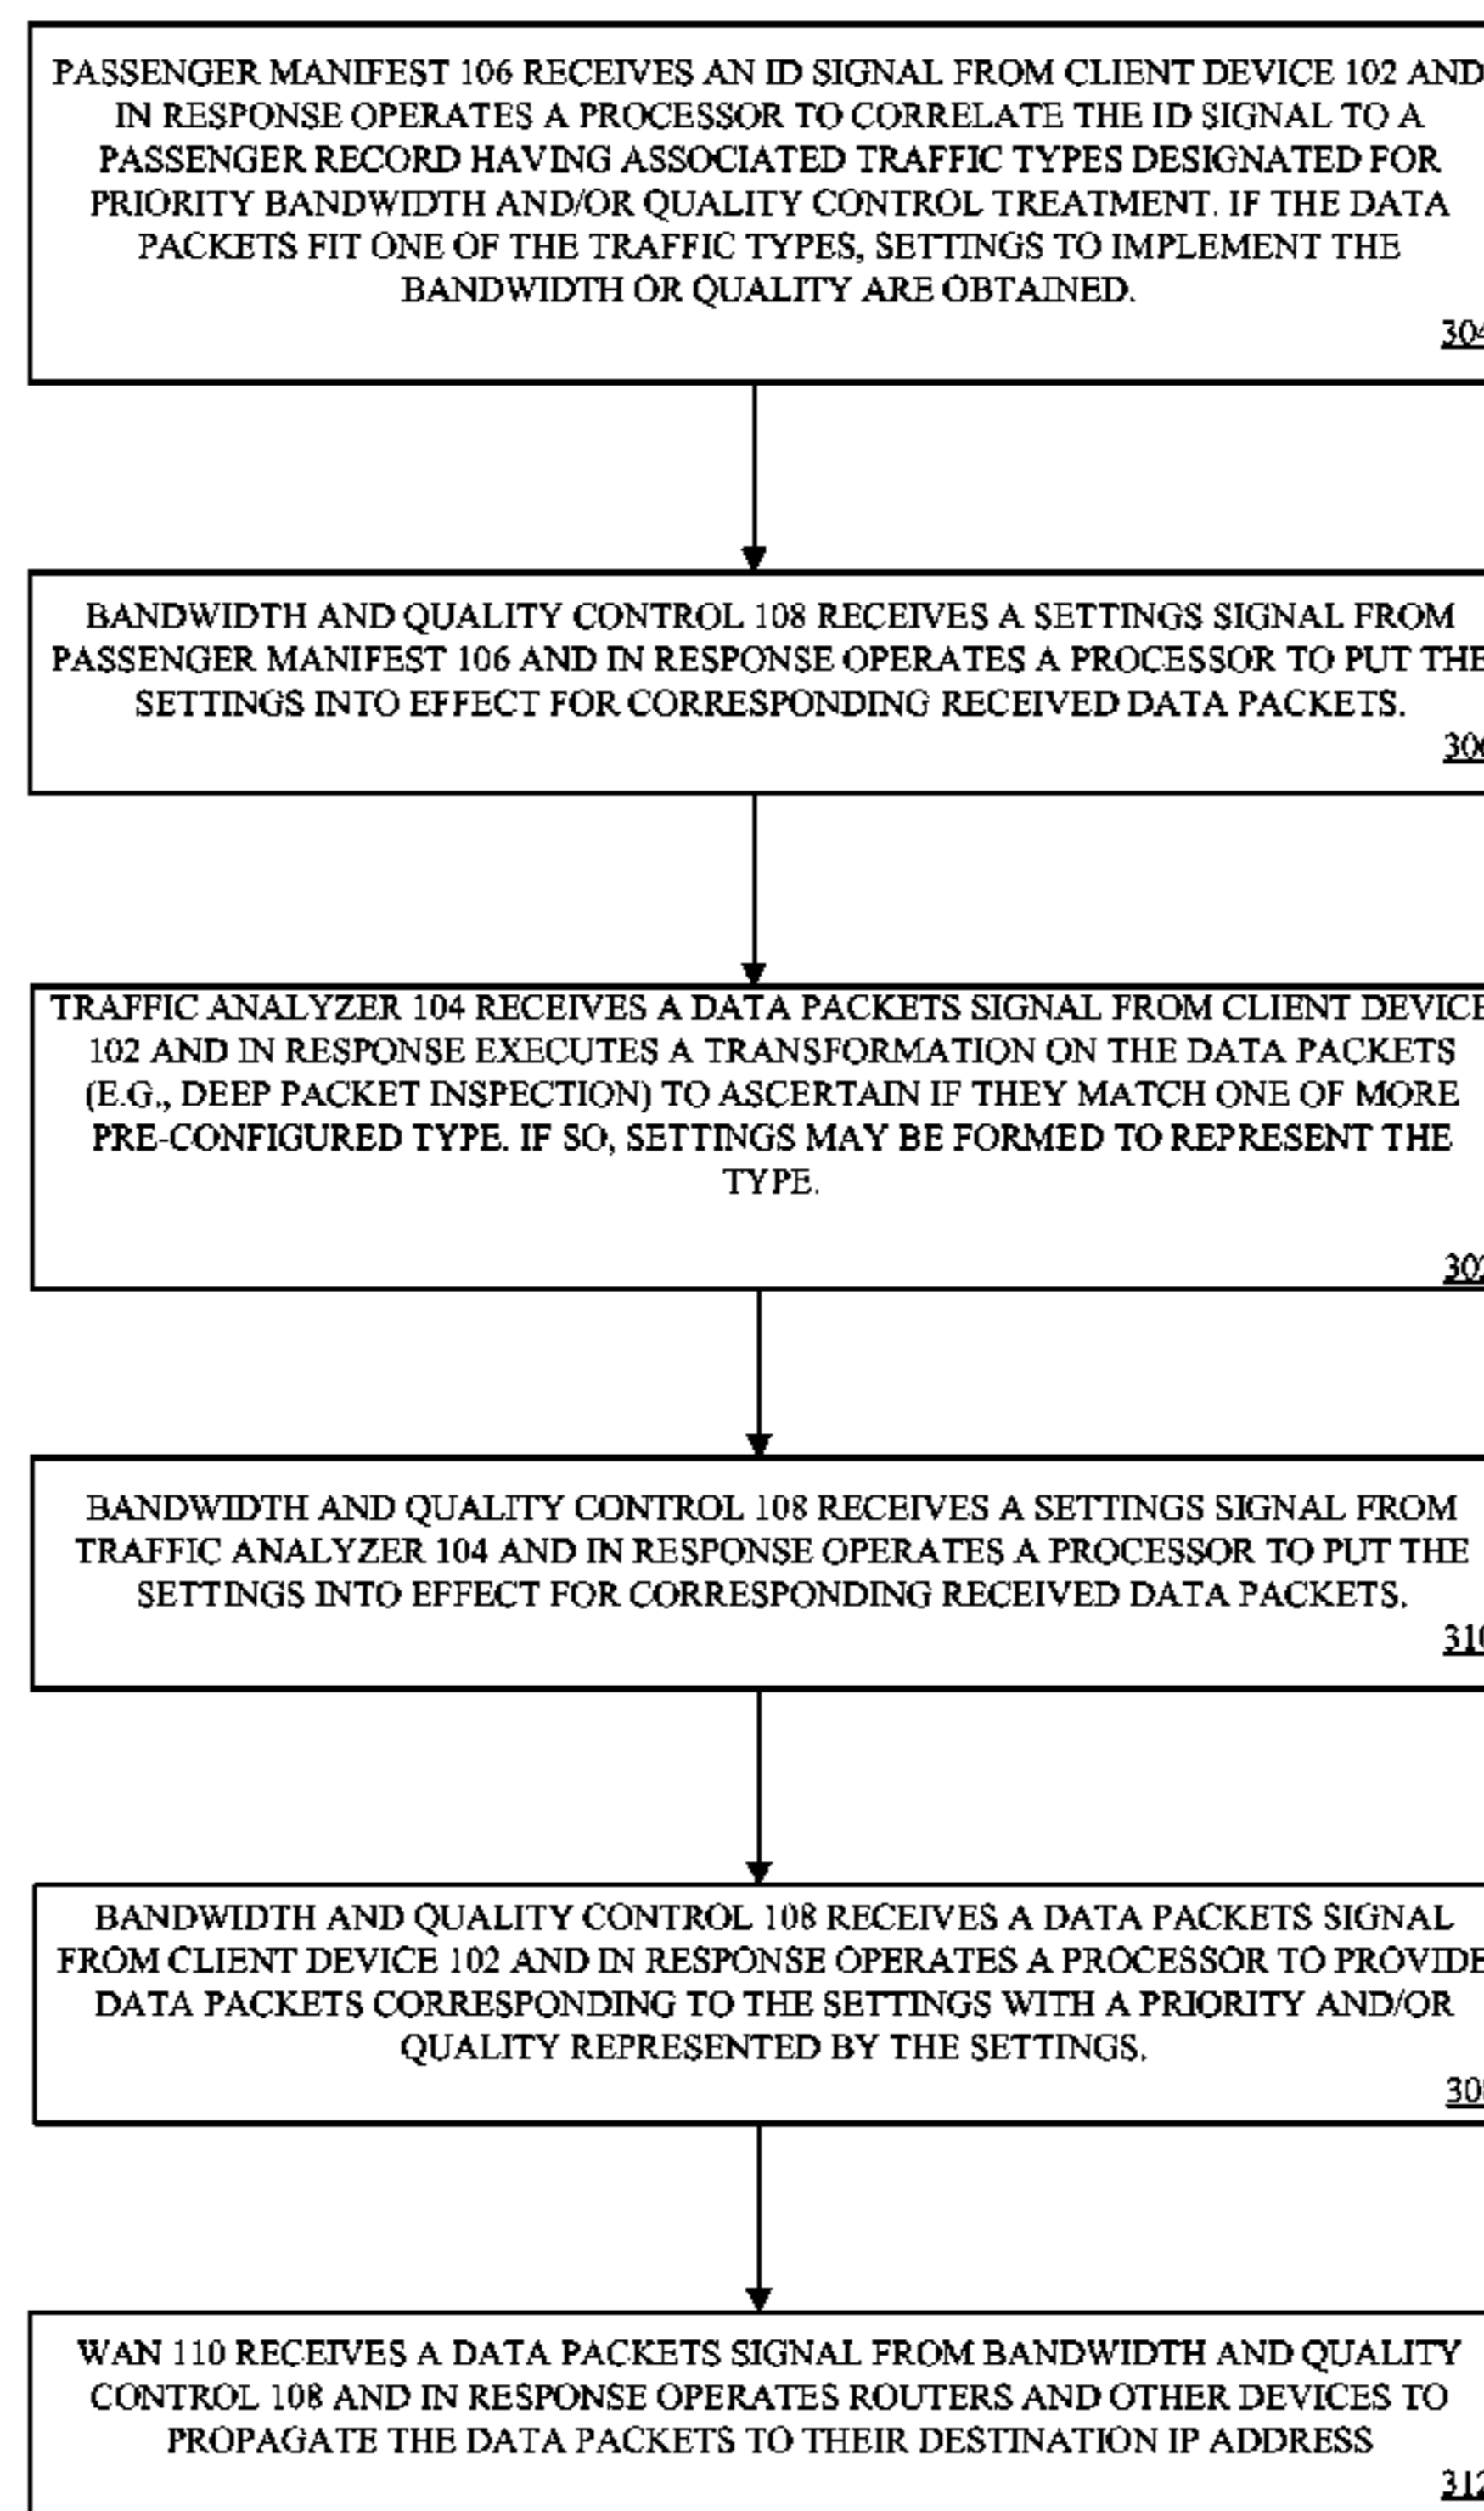 PASSENGER MANIFEST 106 RECEIVES AN ID SIGNAL FROM CLIENT DEVICE 102 AND
IN RESPONSE OPERATES A PROCESSOR TO CORRELATE THE ID SIGNAL TO A
PASSENGER RECORD HAVING ASSOCIATED TRAFFIC TYPES DESIGNATED FOR
PRIORITY BANDWIDTH AND/OR QUALITY CONTROL TREATMENT. IF THE DATA
PACKETS FIT ONE OF THE TRAFFIC TYPES, SETTINGS TO IMPLEMENT THE
BANDWIDTH OR QUALITY ARE OBTAINED.
304
BANDWIDTH AND QUALITY CONTROL 108 RECEIVES A SETTINGS SIGNAL FROM
PASSENGER MANIFEST 106 AND IN RESPONSE OPERATES A PROCESSOR TO PUT THE
SETTINGS INTO EFFECT FOR CORRESPONDING RECEIVED DATA PACKETS.
306
TRAFFIC ANALYZER 104 RECEIVES A DATA PACKETS SIGNAL FROM CLIENT DEVICE
102 AND IN RESPONSE EXECUTES A TRANSFORMATION ON THE DATA PACKETS
(E.G., DEEP PACKET INSPECTION) TO ASCERTAIN IF THEY MATCH ONE OF MORE
PRE-CONFIGURED TYPE. IF SO, SETTINGS MAY BE FORMED TO REPRESENT THE
TYPE.
302
BANDWIDTH AND QUALITY CONTROL 108 RECEIVES A SETTINGS SIGNAL FROM
TRAFFIC ANALYZER 104 AND IN RESPONSE OPERATES A PROCESSOR TO PUT THE
SETTINGS INTO EFFECT FOR CORRESPONDING RECEIVED DATA PACKETS.
310
BANDWIDTH AND QUALITY CONTROL 108 RECEIVES A DATA PACKETS SIGNAL
FROM CLIENT DEVICE 102 AND IN RESPONSE OPERATES A PROCESSOR TO PROVIDE
DATA PACKETS CORRESPONDING TO THE SETTINGS WITH A PRIORITY AND/OR
QUALITY REPRESENTED BY THE SETTINGS.
WAN 110 RECEIVES A DATA PACKETS SIGNAL FROM BANDWIDTH AND QUALITY
CONTROL 108 AND IN RESPONSE OPERATES ROUTERS AND OTHER DEVICES TO
PROPAGATE THE DATA PACKETS TO THEIR DESTINATION IP ADDRESS
312